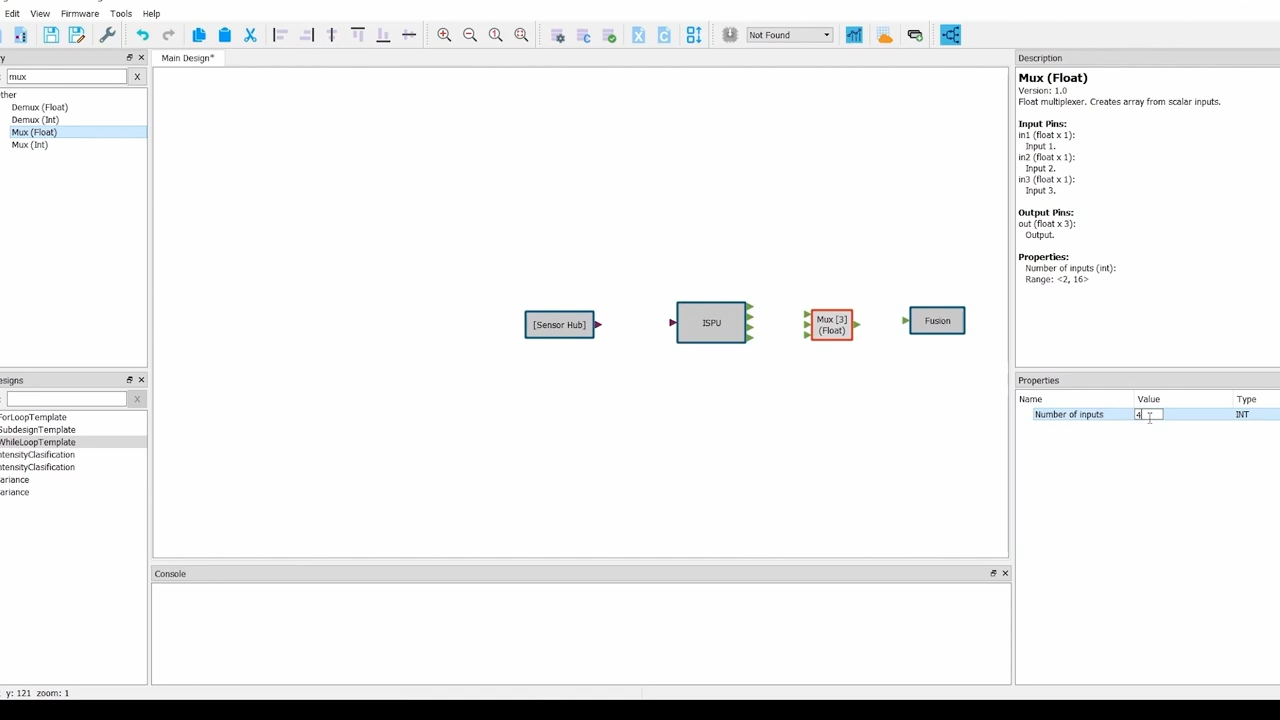 Edit View Firmware Tools Help
Not Found
ry
Main Design*
Description
: mux X
ther
Demux (Float)
Demux (Int)
Mux (Float)
Mux (Int)
Mux (Float)
Version: 1.0
Float multiplexer. Creates array from scalar inputs.
Input Pins:
in1 (float x 1):
Input 1.
in2 (float x 1):
Input 2.
in3 (float x 1):
Input 3.
Output Pins:
out (float x 3):
Output.
Properties:
Number of inputs (int):
Range: <2, 16>
[Sensor Hub]
ISPU
Mux [3]
(Float)
Fusion
esigns
: X
ForLoopTemplate
SubdesignTemplate
WhileLoopTemplate
ntensityClasification
ntensityClasification
ariance
ariance
Properties
Name Value Type
Number of inputs 4 INT
Console
y: 121 zoom: 1